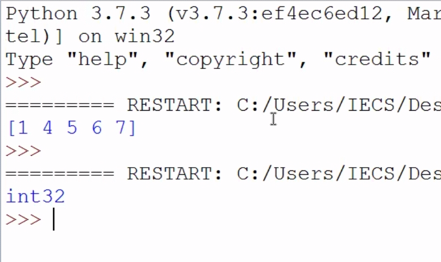 Python 3.7.3 (v3.7.3:ef4ec6ed12, Mar
tel)] on win32
Type "help", "copyright", "credits"
>>>
========= RESTART: C:/Users/IECS/Des
[1 4 5 6 7]
>>>
========= RESTART: C:/Users/IECS/Des
int32
>>>